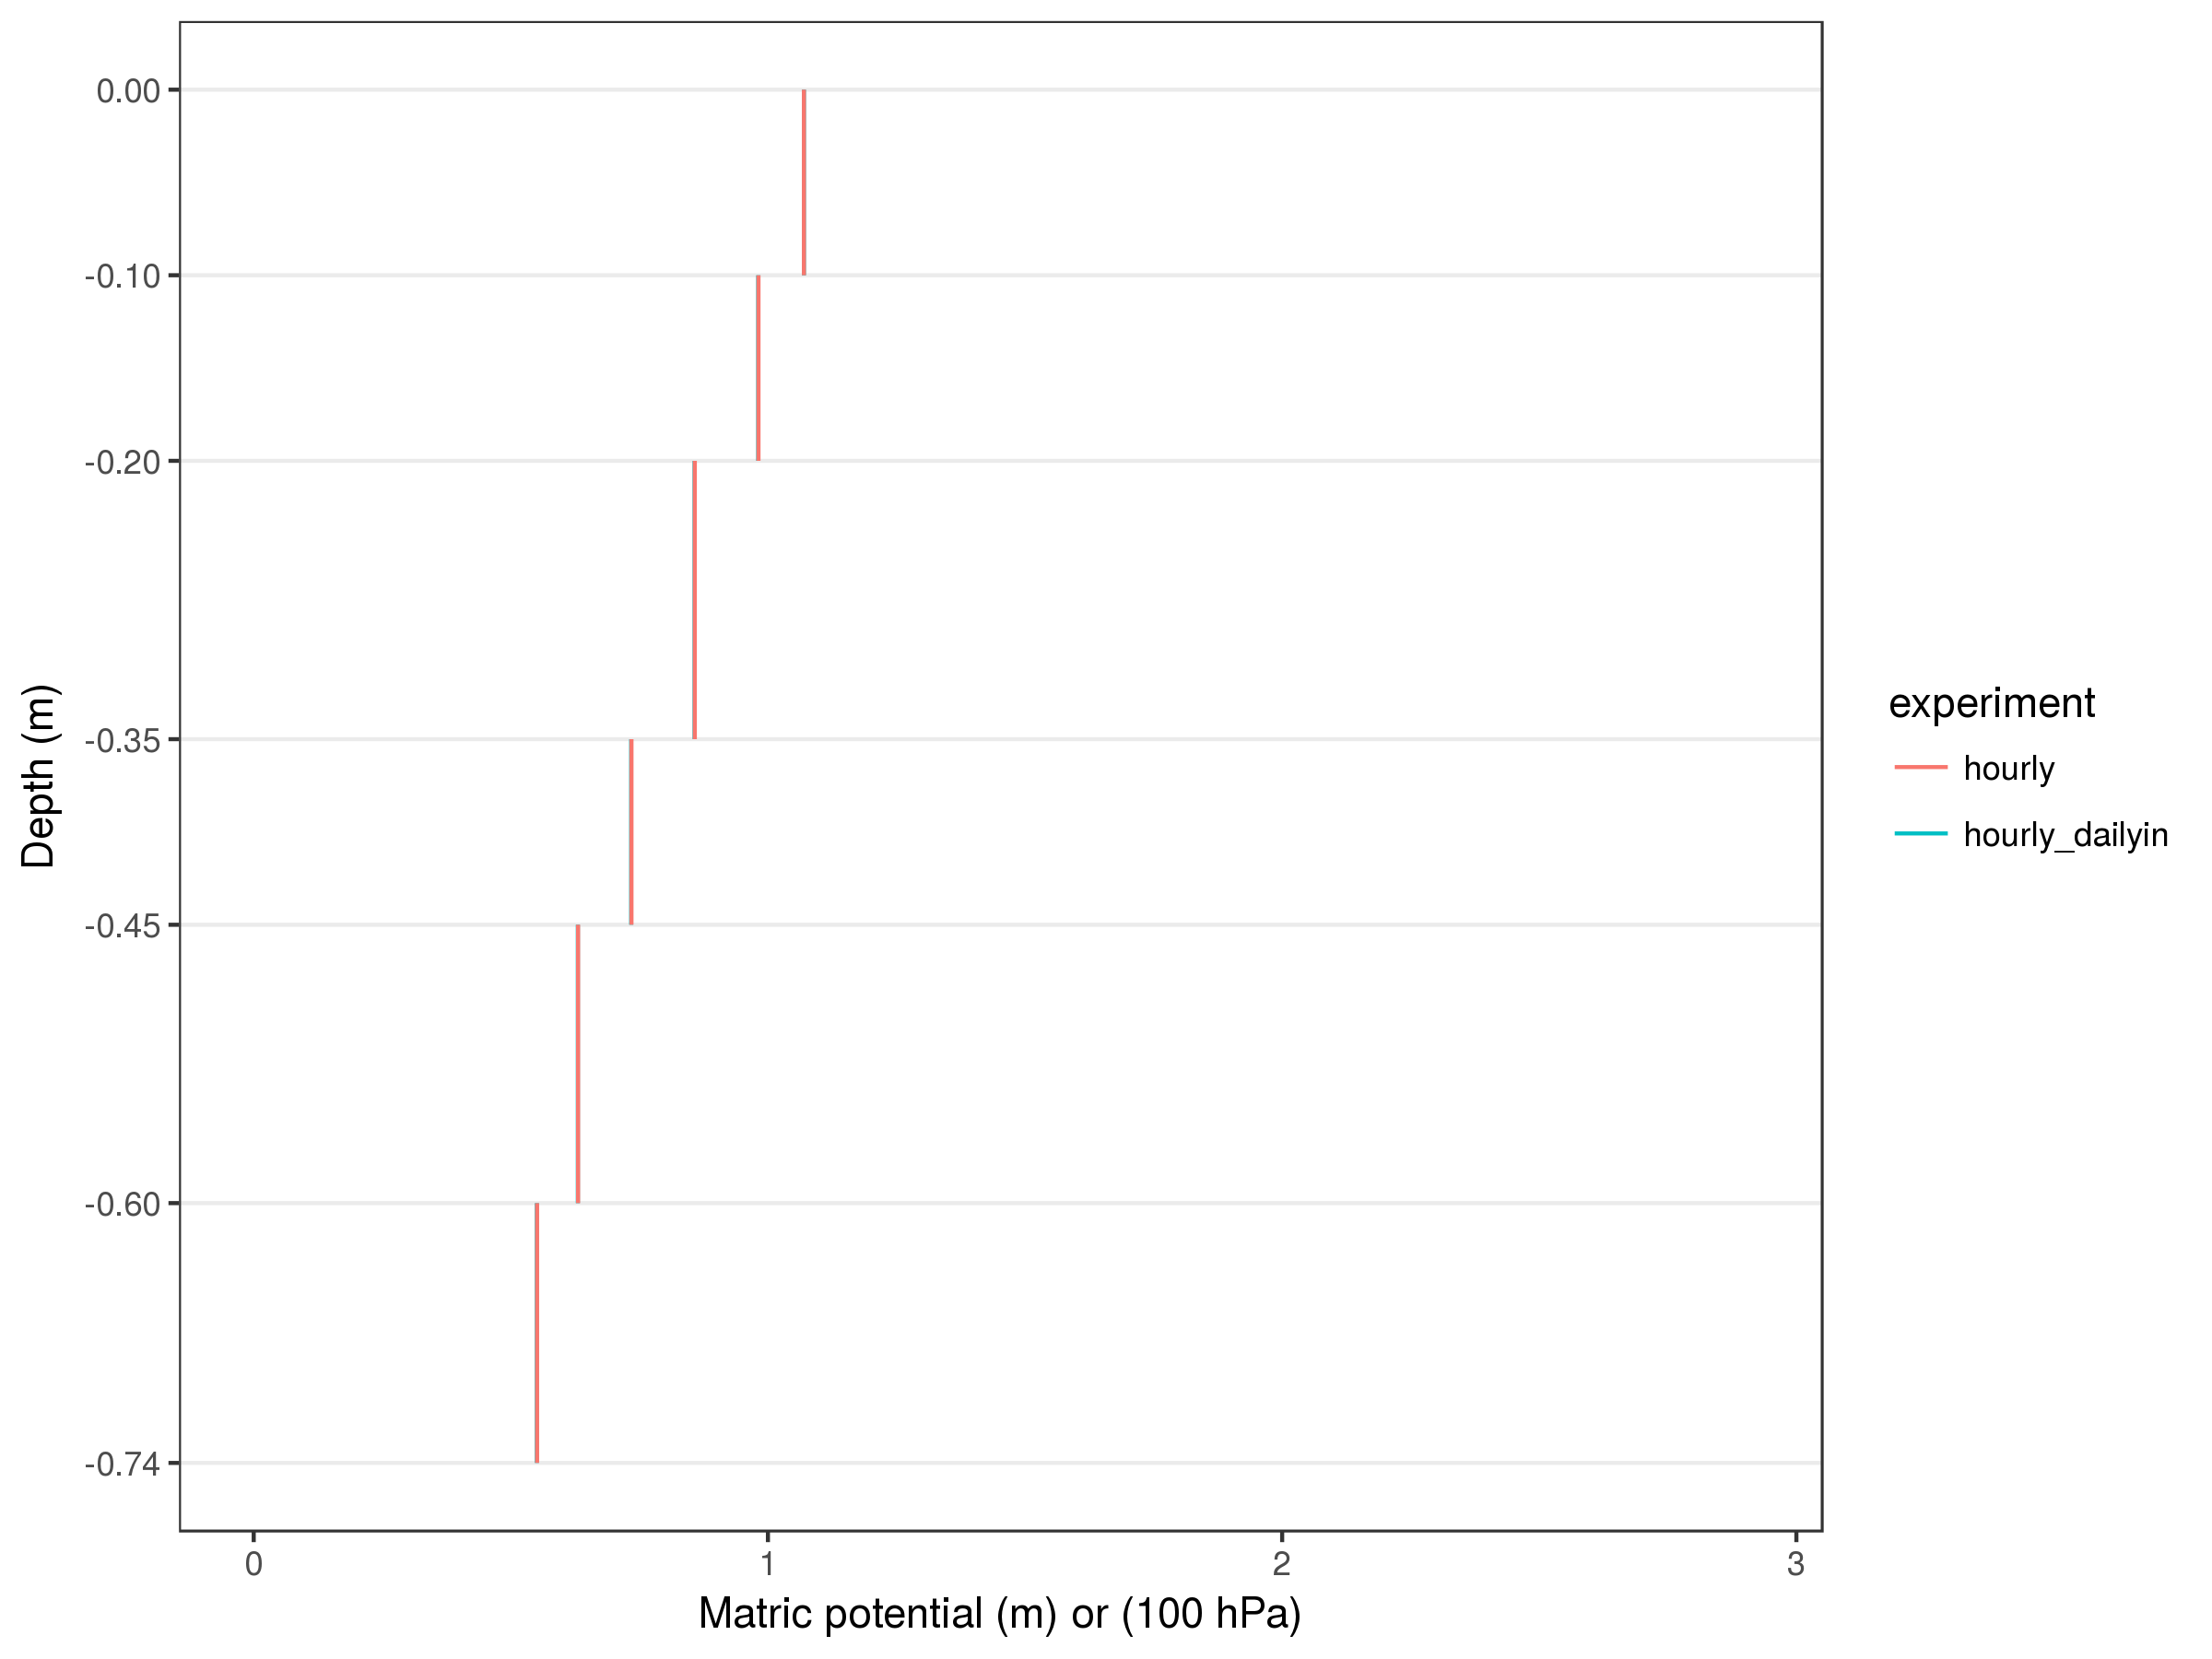 0.00
-0.10
-0.20
-0.35
-0.45
-0.60
-0.74
Depth (m)
0 1 2 3
Matric potential (m) or (100 hPa)
experiment
hourly
hourly_dailyin